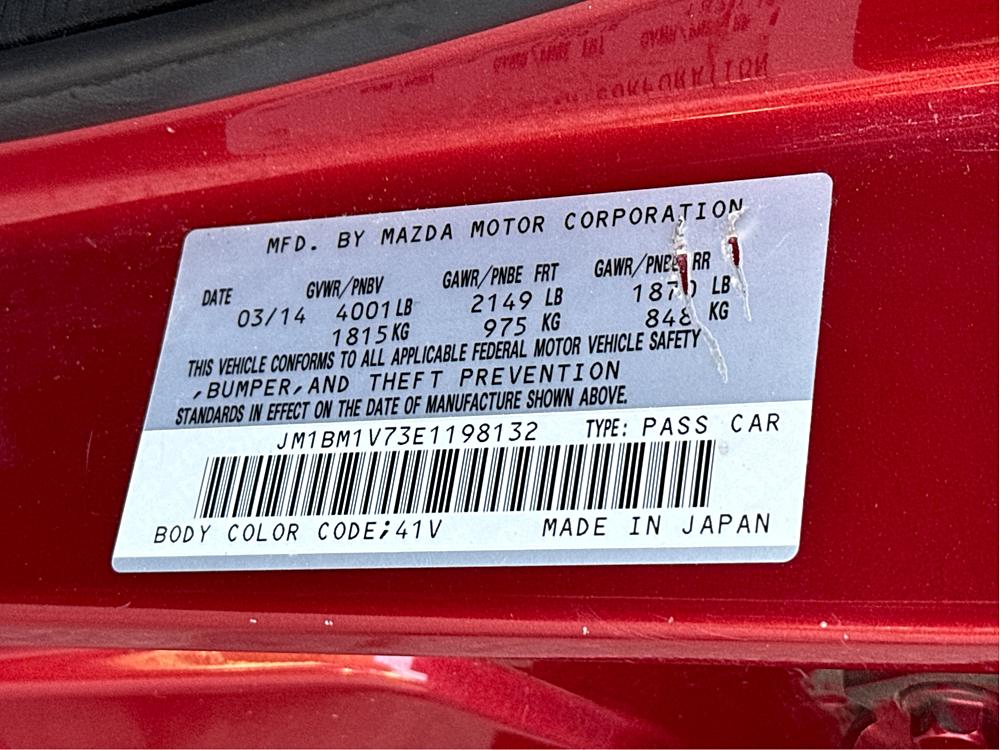 MFD. BY MAZDA MOTOR CORPORATION
DATE GVWR/PNBV GAWR/PNBE FRT GAWR/PNBE RR
03/14 4001 LB 2149 LB 1870 LB
1815 KG 975 KG 848 KG
THIS VEHICLE CONFORMS TO ALL APPLICABLE FEDERAL MOTOR VEHICLE SAFETY
,BUMPER,AND THEFT PREVENTION
STANDARDS IN EFFECT ON THE DATE OF MANUFACTURE SHOWN ABOVE.
JM1BM1V73E1198132 TYPE: PASS CAR
BODY COLOR CODE;41V MADE IN JAPAN